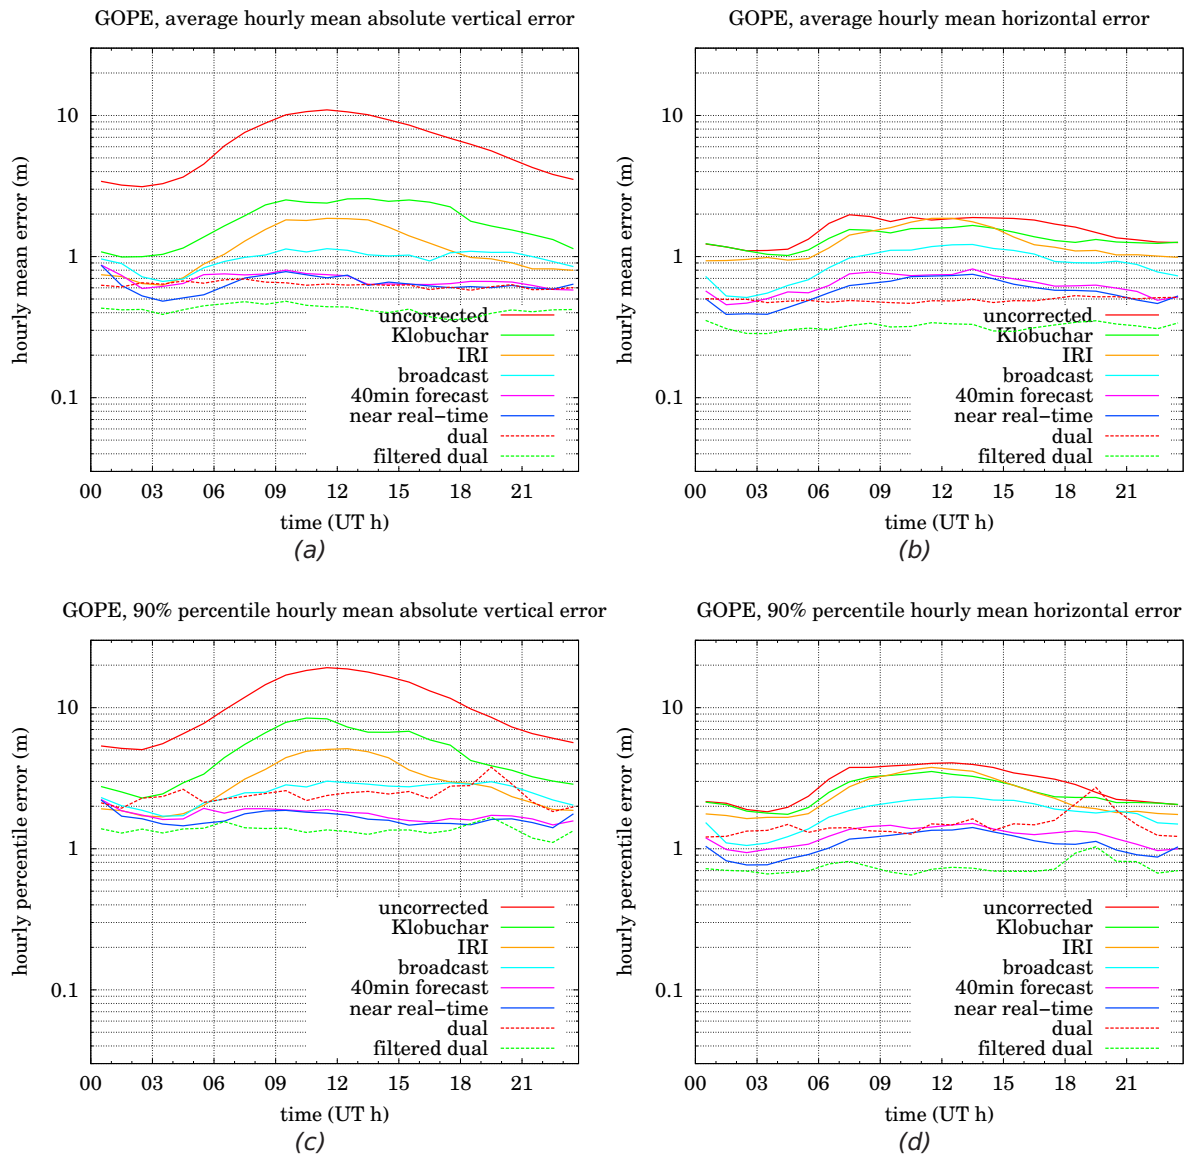 GOPE, average hourly mean absolute vertical error
hourly mean error (m)
10
1
0.1
uncorrected
Klobuchar
IRI
broadcast
40min forecast
near real-time
dual
filtered dual
00 03 06 09 12 15 18 21
time (UT h)
(a)
GOPE, average hourly mean horizontal error
hourly mean error (m)
10
1
0.1
uncorrected
Klobuchar
IRI
broadcast
40min forecast
near real-time
dual
filtered dual
00 03 06 09 12 15 18 21
time (UT h)
(b)
GOPE, 90% percentile hourly mean absolute vertical error
hourly percentile error (m)
10
1
0.1
uncorrected
Klobuchar
IRI
broadcast
40min forecast
near real-time
dual
filtered dual
00 03 06 09 12 15 18 21
time (UT h)
(c)
GOPE, 90% percentile hourly mean horizontal error
hourly percentile error (m)
10
1
0.1
uncorrected
Klobuchar
IRI
broadcast
40min forecast
near real-time
dual
filtered dual
00 03 06 09 12 15 18 21
time (UT h)
(d)